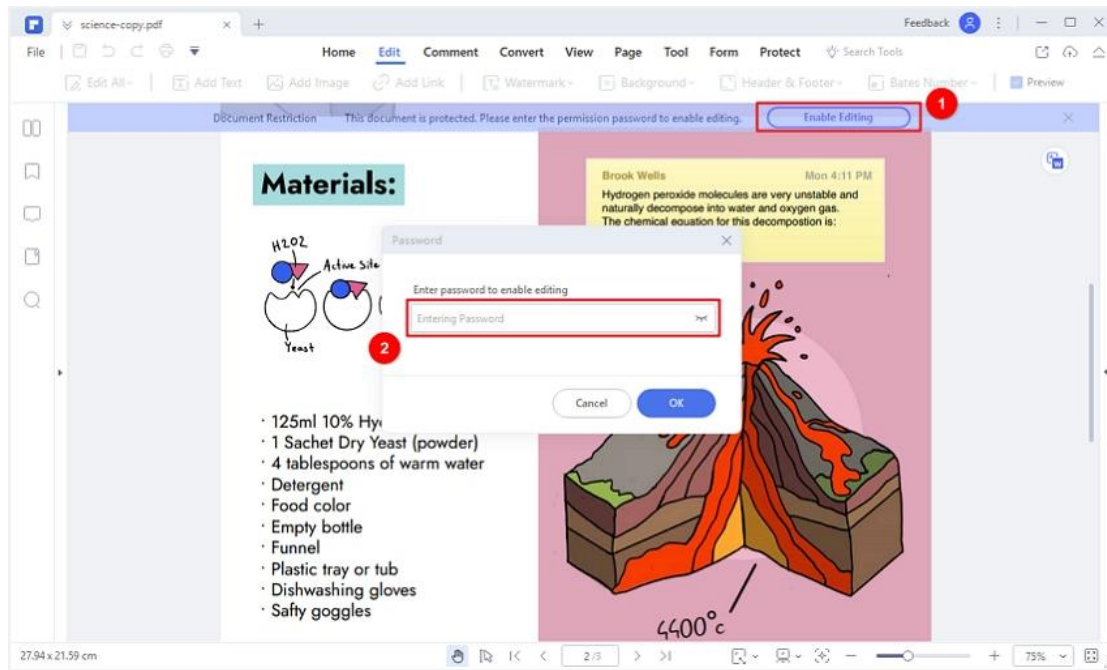 science-copy.pdf
Feedback
File Home Edit Comment Convert View Page Tool Form Protect Search Tools
Edit All Add Text Add Image Add Link Watermark Background Header & Footer Bates Number Preview
1
Document Restriction This document is protected. Please enter the permission password to enable editing. Enable Editing
Materials:
Brook Wells Mon 4:11 PM
Hydrogen peroxide molecules are very unstable and
naturally decompose into water and oxygen gas.
The chemical equation for this decompostion is:
H2O2
Active Site
Yeast
Password
Enter password to enable editing
Entering Password
2
Cancel OK
· 125ml 10% Hy
· 1 Sachet Dry Yeast (powder)
· 4 tablespoons of warm water
· Detergent
· Food color
· Empty bottle
· Funnel
· Plastic tray or tub
· Dishwashing gloves
· Safty goggles
4400°c
27.94 x 21.59 cm 2/3 75%